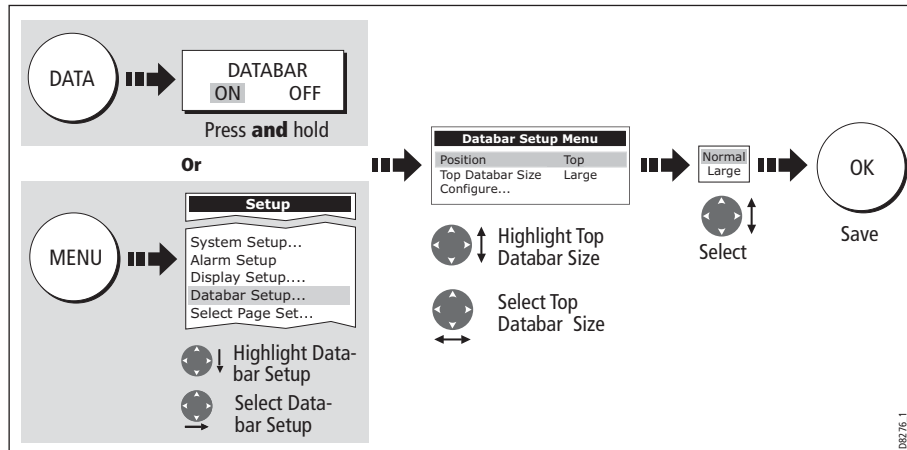 DATA
DATABAR
ON OFF
Press and hold
Or
MENU
Setup
System Setup...
Alarm Setup
Display Setup....
Databar Setup...
Select Page Set...
Highlight Data-
bar Setup
Select Data-
bar Setup
Databar Setup Menu
Position Top
Top Databar Size Large
Configure...
Highlight Top
Databar Size
Select Top
Databar Size
Normal
Large
Select
OK
Save
D8276_1